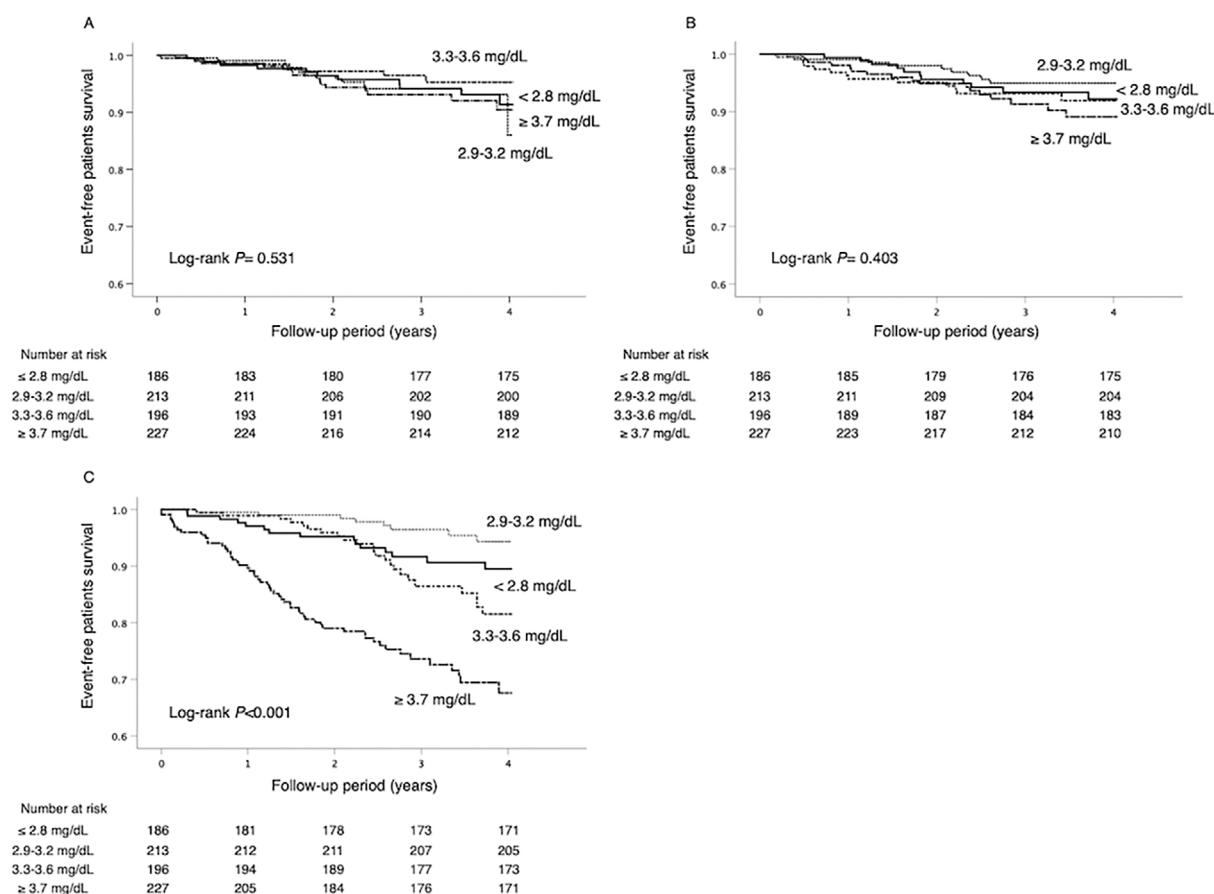 A
Event-free patients survival
1.0
0.9
0.8
0.7
0.6
3.3-3.6 mg/dL
< 2.8 mg/dL
≥ 3.7 mg/dL
2.9-3.2 mg/dL
Log-rank P= 0.531
0 1 2 3 4
Follow-up period (years)
Number at risk
≤ 2.8 mg/dL 186 183 180 177 175
2.9-3.2 mg/dL 213 211 206 202 200
3.3-3.6 mg/dL 196 193 191 190 189
≥ 3.7 mg/dL 227 224 216 214 212
B
Event-free patients survival
1.0
0.9
0.8
0.7
0.6
2.9-3.2 mg/dL
< 2.8 mg/dL
3.3-3.6 mg/dL
≥ 3.7 mg/dL
Log-rank P= 0.403
0 1 2 3 4
Follow-up period (years)
Number at risk
≤ 2.8 mg/dL 186 185 179 176 175
2.9-3.2 mg/dL 213 211 209 204 204
3.3-3.6 mg/dL 196 189 187 184 183
≥ 3.7 mg/dL 227 223 217 212 210
C
Event-free patients survival
1.0
0.9
0.8
0.7
0.6
2.9-3.2 mg/dL
< 2.8 mg/dL
3.3-3.6 mg/dL
≥ 3.7 mg/dL
Log-rank P<0.001
0 1 2 3 4
Follow-up period (years)
Number at risk
≤ 2.8 mg/dL 186 181 178 173 171
2.9-3.2 mg/dL 213 212 211 207 205
3.3-3.6 mg/dL 196 194 189 177 173
≥ 3.7 mg/dL 227 205 184 176 171